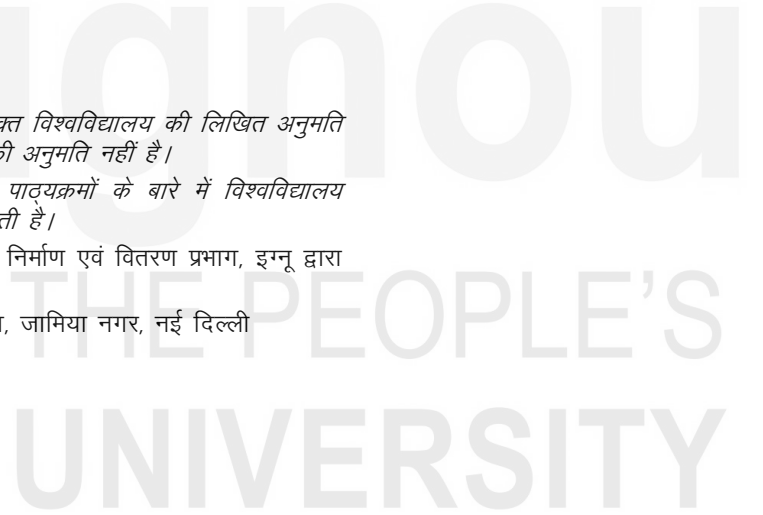 ignou
क्त विश्वविद्यालय की लिखित अनुमति
की अनुमति नहीं है।
पाठ्यक्रमों के बारे में विश्वविद्यालय
ती है।
निर्माण एवं वितरण प्रभाग, इग्नू द्वारा
जामिया नगर, नई दिल्ली
THE PEOPLE'S
UNIVERSITY